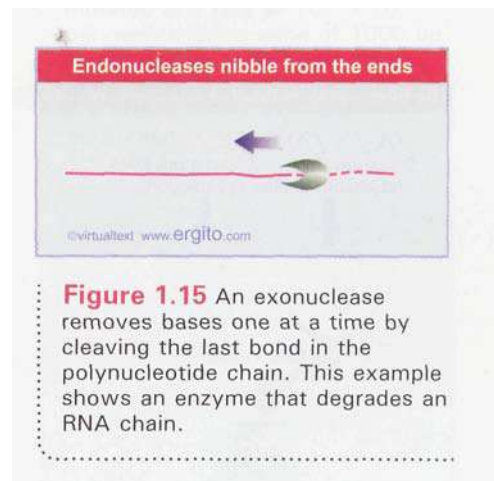 Endonucleases nibble from the ends
©virtualtext www.ergito.com
Figure 1.15 An exonuclease
removes bases one at a time by
cleaving the last bond in the
polynucleotide chain. This example
shows an enzyme that degrades an
RNA chain.